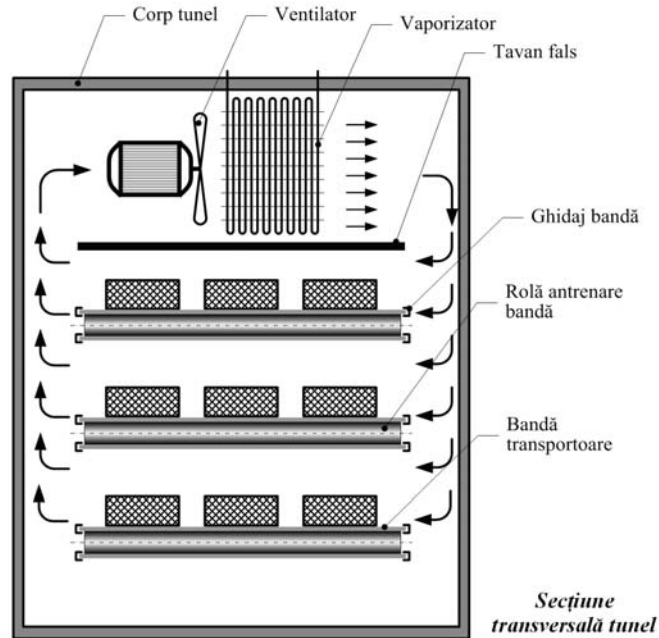 Corp tunel
Ventilator
Vaporizator
Tavan fals
Ghidaj bandă
Rolă antrenare
bandă
Bandă
transportoare
Secțiune
transversală tunel